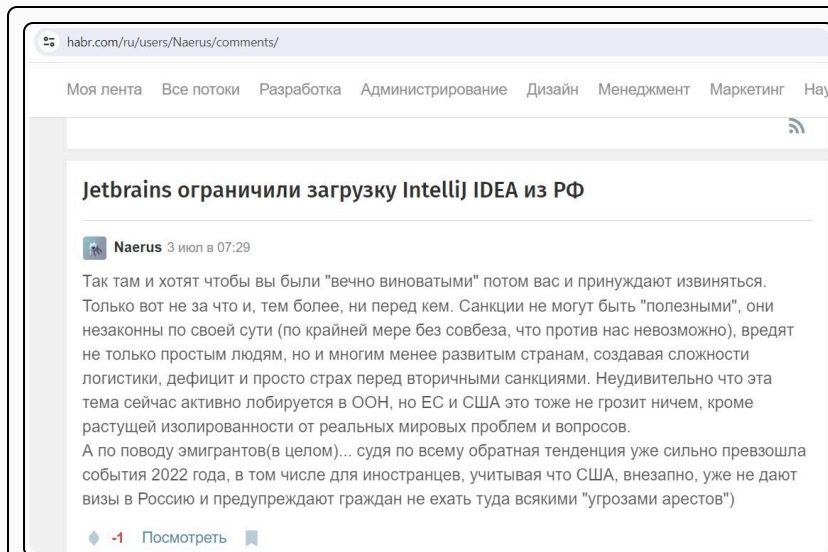 habr.com/ru/users/Naerus/comments/
Моя лента Все потоки Разработка Администрирование Дизайн Менеджмент Маркетинг Нау
Jetbrains ограничили загрузку IntelliJ IDEA из РФ
Naerus 3 июл в 07:29
Так там и хотят чтобы вы были "вечно виноватыми" потом вас и принуждают извиняться.
Только вот не за что и, тем более, ни перед кем. Санкции не могут быть "полезными", они
незаконны по своей сути (по крайней мере без совбеза, что против нас невозможно), вредят
не только простым людям, но и многим менее развитым странам, создавая сложности
логистики, дефицит и просто страх перед вторичными санкциями. Неудивительно что эта
тема сейчас активно лобируется в ООН, но ЕС и США это тоже не грозит ничем, кроме
растущей изолированности от реальных мировых проблем и вопросов.
А по поводу эмигрантов(в целом)... судя по всему обратная тенденция уже сильно превзошла
события 2022 года, в том числе для иностранцев, учитывая что США, внезапно, уже не дают
визы в Россию и предупреждают граждан не ехать туда всякими "угрозами арестов")
-1 Посмотреть